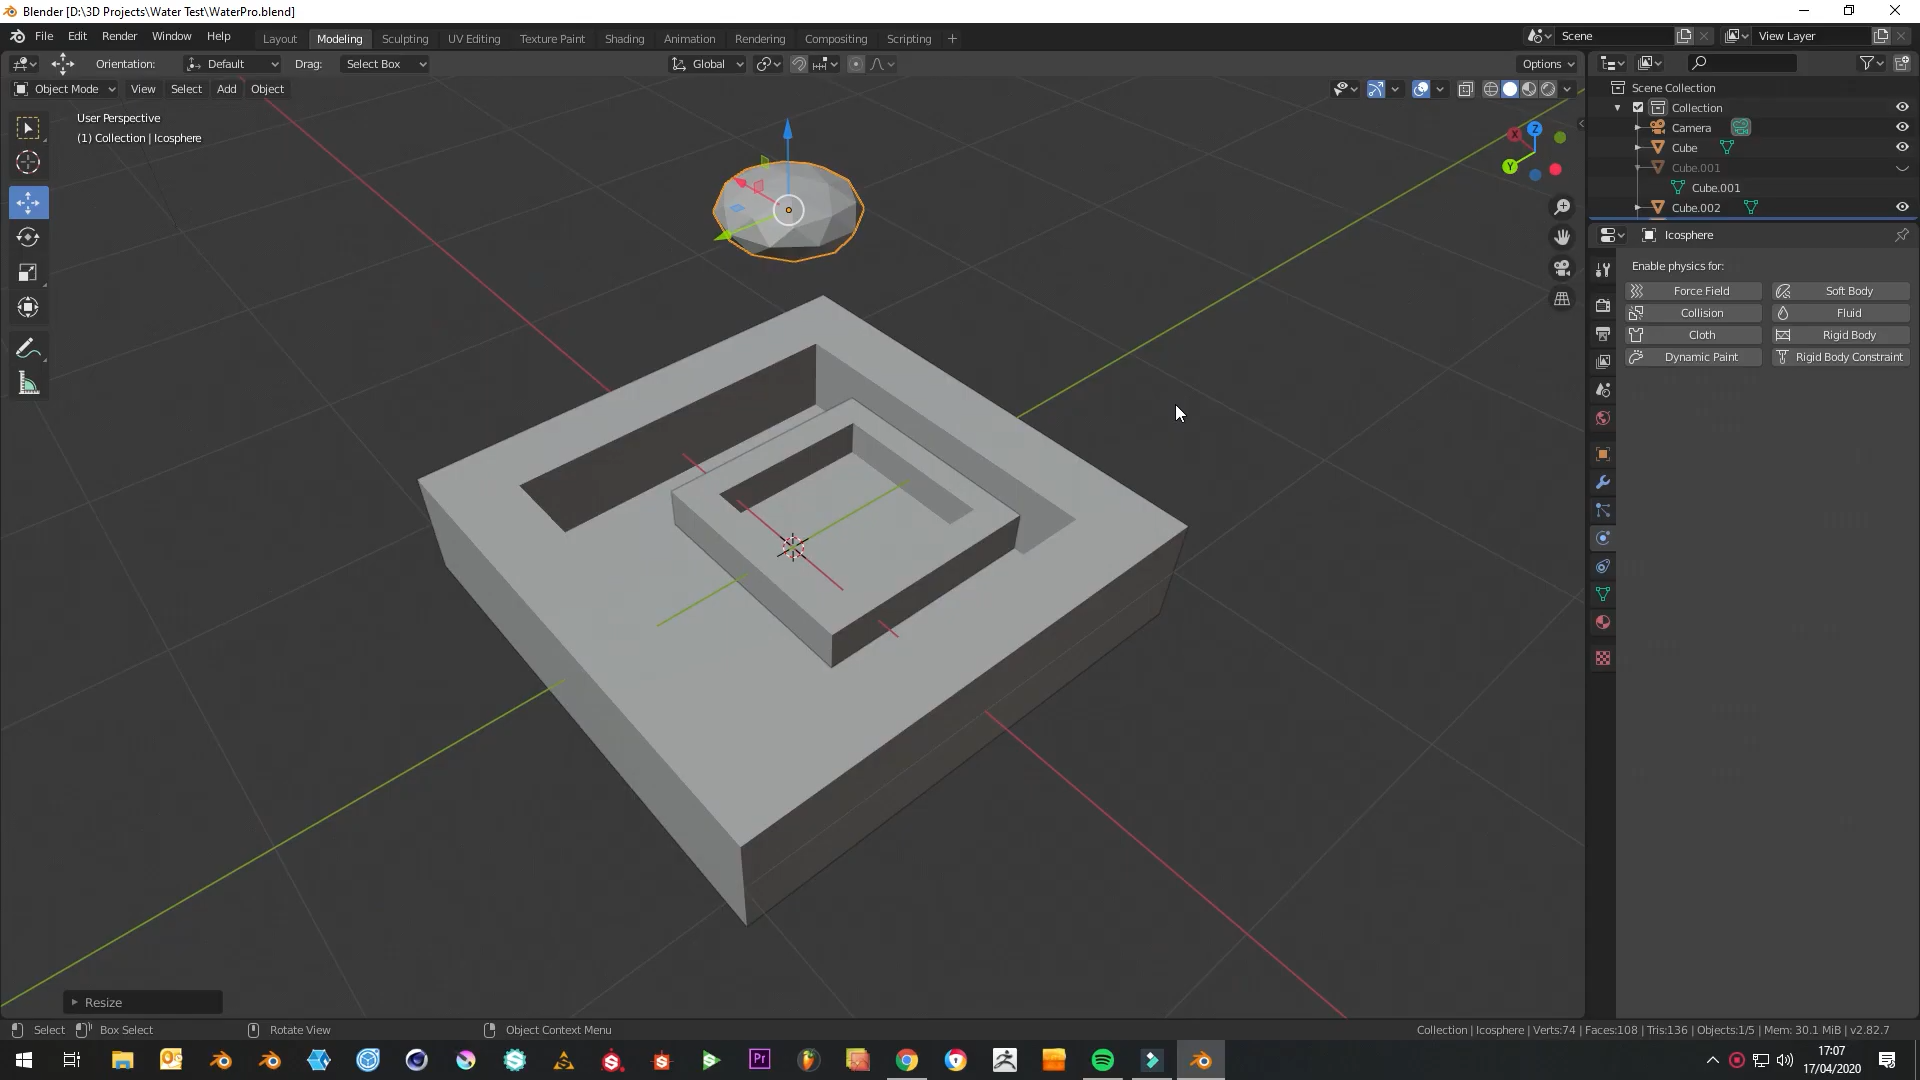 Blender [D:\3D Projects\Water Test\WaterPro.blend]
File Edit Render Window Help
Layout Modeling Sculpting UV Editing Texture Paint Shading Animation Rendering Compositing Scripting +
Scene
View Layer
Orientation: Default Drag: Select Box
Global
Options
Object Mode View Select Add Object
User Perspective
(1) Collection | Icosphere
X
Y
Z
Scene Collection
Collection
Camera
Cube
Cube.001
Cube.001
Cube.002
Icosphere
Enable physics for:
Force Field
Soft Body
Collision
Fluid
Cloth
Rigid Body
Dynamic Paint
Rigid Body Constraint
Resize
Select
Box Select
Rotate View
Object Context Menu
Collection | Icosphere | Verts:74 | Faces:108 | Tris:136 | Objects:1/5 | Mem: 30.1 MiB | v2.82.7
Pr
17:07
17/04/2020